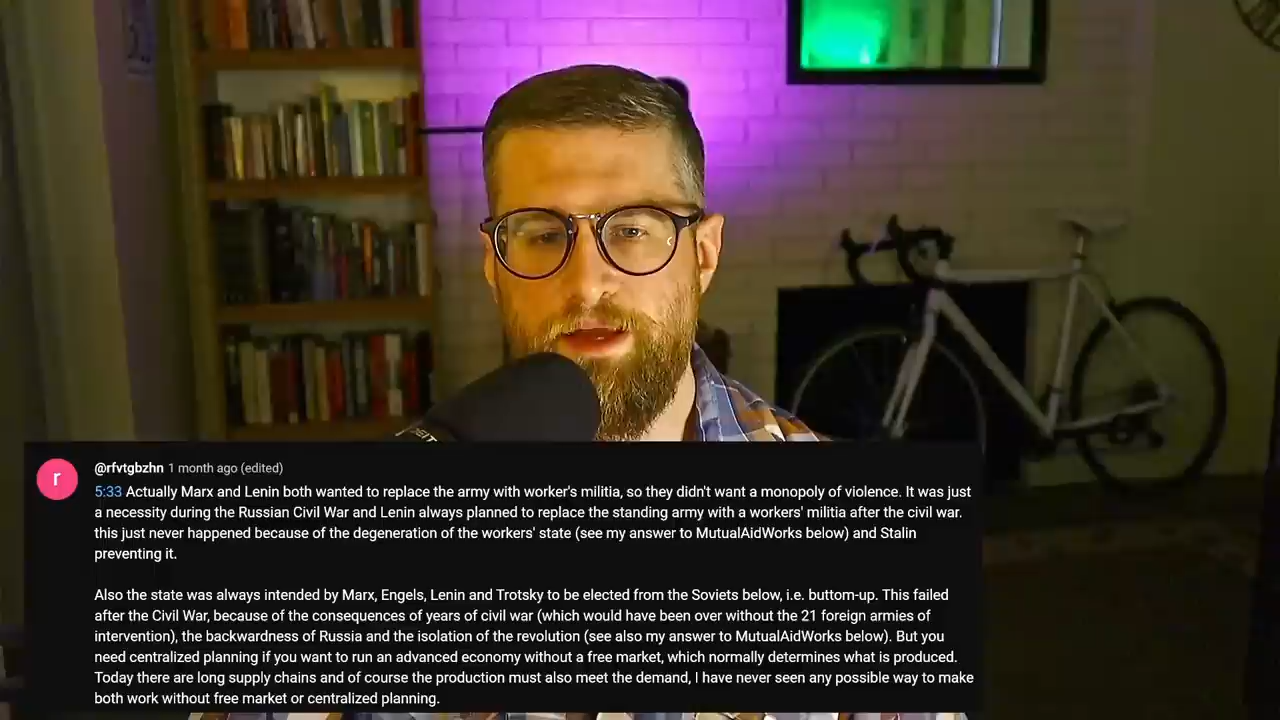 r
@rfvtgbzhn 1 month ago (edited)
5:33 Actually Marx and Lenin both wanted to replace the army with worker's militia, so they didn't want a monopoly of violence. It was just
a necessity during the Russian Civil War and Lenin always planned to replace the standing army with a workers' militia after the civil war.
this just never happened because of the degeneration of the workers' state (see my answer to MutualAidWorks below) and Stalin
preventing it.
Also the state was always intended by Marx, Engels, Lenin and Trotsky to be elected from the Soviets below, i.e. buttom-up. This failed
after the Civil War, because of the consequences of years of civil war (which would have been over without the 21 foreign armies of
intervention), the backwardness of Russia and the isolation of the revolution (see also my answer to MutualAidWorks below). But you
need centralized planning if you want to run an advanced economy without a free market, which normally determines what is produced.
Today there are long supply chains and of course the production must also meet the demand, I have never seen any possible way to make
both work without free market or centralized planning.